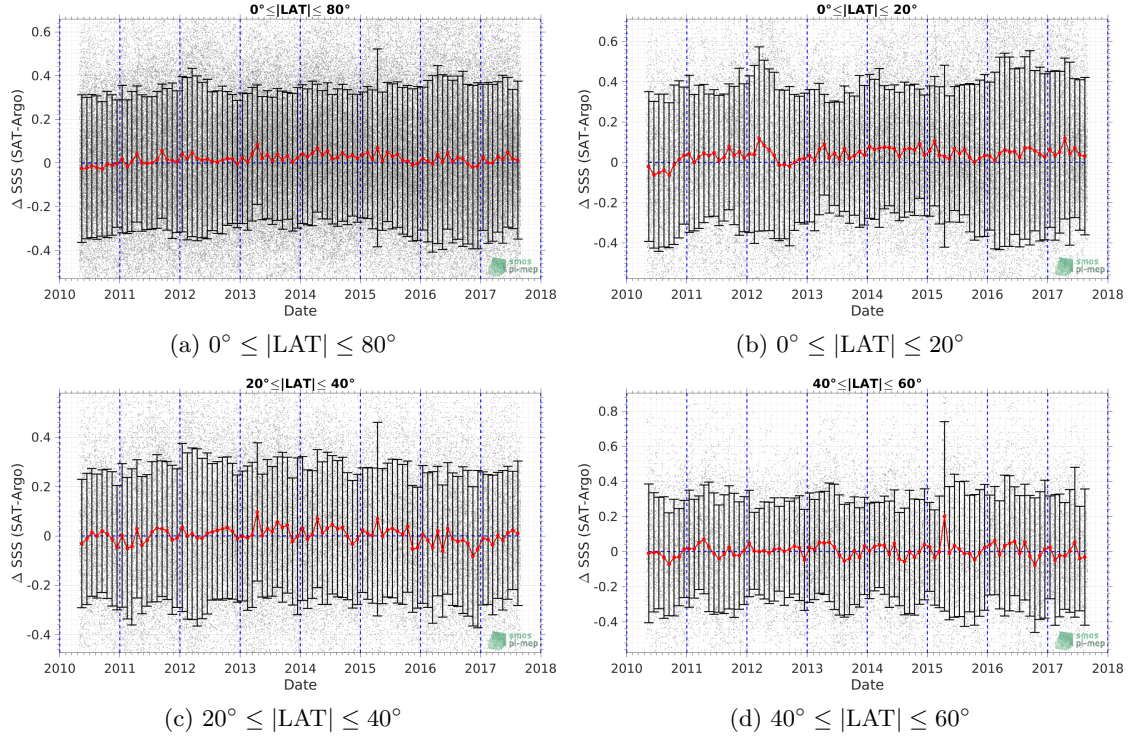 0°≤|LAT|≤ 80°
0.6
0.4
0.2
0
-0.2
-0.4
Δ SSS (SAT-Argo)
2010 2011 2012 2013 2014 2015 2016 2017 2018
Date
smos
pi-mep
(a) 0° ≤ |LAT| ≤ 80°
0°≤|LAT|≤ 20°
0.6
0.4
0.2
0
-0.2
-0.4
Δ SSS (SAT-Argo)
2010 2011 2012 2013 2014 2015 2016 2017 2018
Date
smos
pi-mep
(b) 0° ≤ |LAT| ≤ 20°
20°≤|LAT|≤ 40°
0.4
0.2
0
-0.2
-0.4
Δ SSS (SAT-Argo)
2010 2011 2012 2013 2014 2015 2016 2017 2018
Date
smos
pi-mep
(c) 20° ≤ |LAT| ≤ 40°
40°≤|LAT|≤ 60°
0.8
0.6
0.4
0.2
0
-0.2
-0.4
-0.6
Δ SSS (SAT-Argo)
2010 2011 2012 2013 2014 2015 2016 2017 2018
Date
smos
pi-mep
(d) 40° ≤ |LAT| ≤ 60°